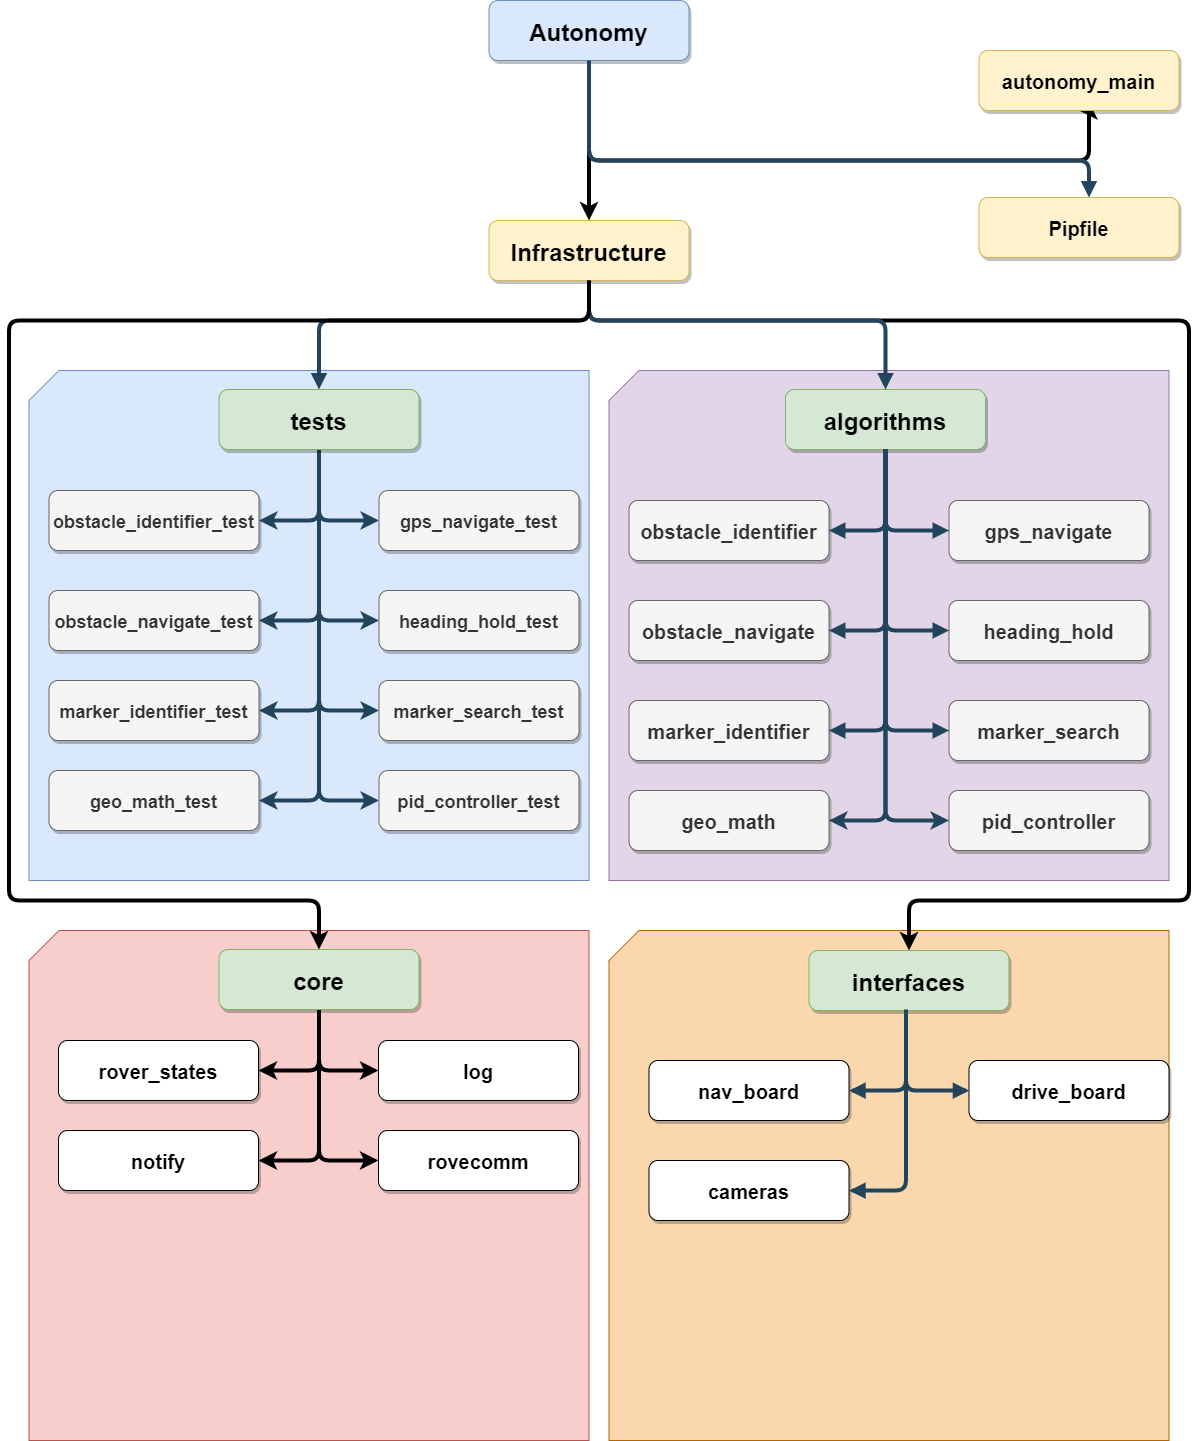 Autonomy
autonomy_main
Pipfile
Infrastructure
tests
obstacle_identifier_test
gps_navigate_test
obstacle_navigate_test
heading_hold_test
marker_identifier_test
marker_search_test
geo_math_test
pid_controller_test
algorithms
obstacle_identifier
gps_navigate
obstacle_navigate
heading_hold
marker_identifier
marker_search
geo_math
pid_controller
core
rover_states
log
notify
rovecomm
interfaces
nav_board
drive_board
cameras